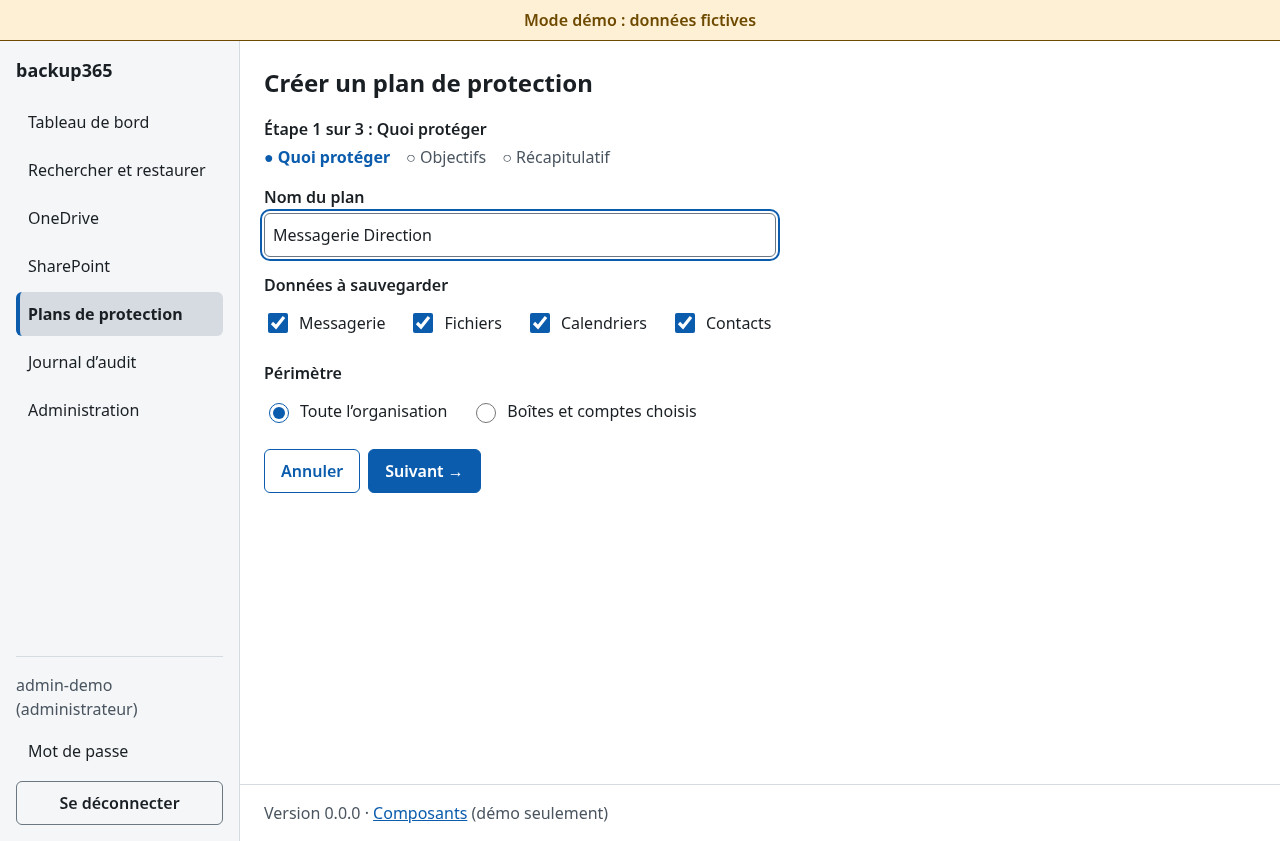 Mode démo : données fictives
backup365
Tableau de bord
Rechercher et restaurer
OneDrive
SharePoint
Plans de protection
Journal d’audit
Administration
admin-demo
(administrateur)
Mot de passe
Se déconnecter
Créer un plan de protection
Étape 1 sur 3 : Quoi protéger
● Quoi protéger ○ Objectifs ○ Récapitulatif
Nom du plan
Messagerie Direction
Données à sauvegarder
Messagerie Fichiers Calendriers Contacts
Périmètre
Toute l’organisation Boîtes et comptes choisis
Annuler Suivant →
Version 0.0.0 · Composants (démo seulement)